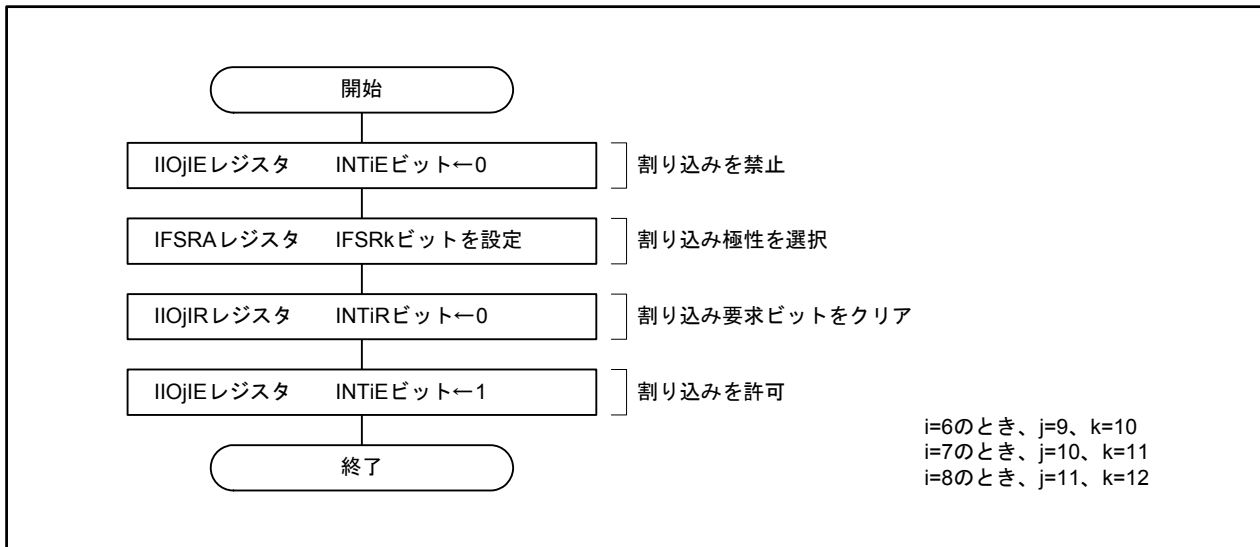 開始
IIOjIEレジスタ INTiEビット←0 割り込みを禁止
IFSRAレジスタ IFSRkビットを設定 割り込み極性を選択
IIOjIRレジスタ INTiRビット←0 割り込み要求ビットをクリア
IIOjIEレジスタ INTiEビット←1 割り込みを許可
終了
i=6のとき、j=9、k=10
i=7のとき、j=10、k=11
i=8のとき、j=11、k=12